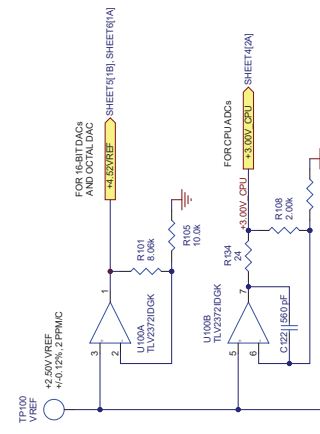 TP100
VREF
+2.50V VREF
+/-0.12%, 2 PPM/C
3
2
1
U100A
TLV2372IDGK
R101
8.06k
R105
10.0k
FOR 16-BIT DACs
AND OCTAL DAC
+4.52VREF
SHEET5[1B], SHEET6[1A]
5
6
7
U100B
TLV2372IDGK
C122
560 pF
R134
24
+3.00V_CPU
R108
2.00k
FOR CPU ADCs
+3.00V_CPU
SHEET4[2A]